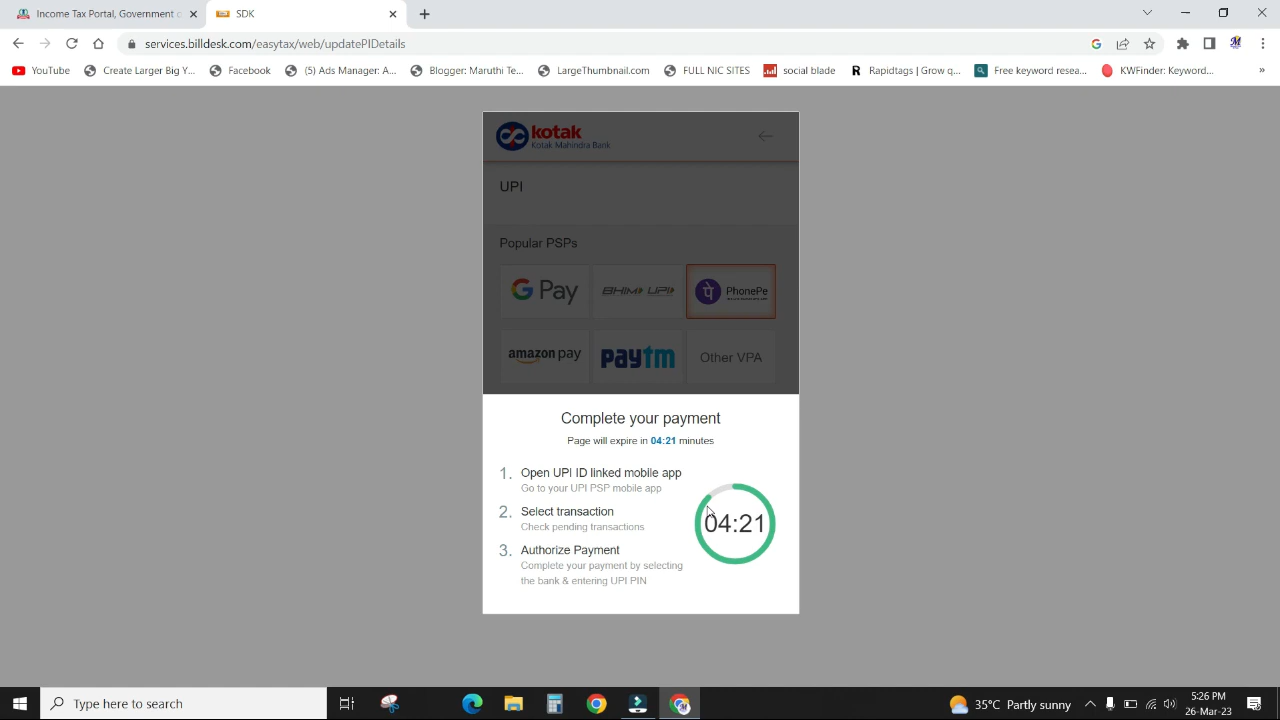 Income Tax Portal, Government o
SDK
services.billdesk.com/easytax/web/updatePIDetails
YouTube
Create Larger Big Y...
Facebook
(5) Ads Manager: A...
Blogger: Maruthi Te...
LargeThumbnail.com
FULL NIC SITES
social blade
Rapidtags | Grow q...
Free keyword resea...
KWFinder: Keyword...
kotak
Kotak Mahindra Bank
UPI
Popular PSPs
G Pay
BHIM UPI
PhonePe
amazon pay
paytm
Other VPA
Complete your payment
Page will expire in 04:21 minutes
1. Open UPI ID linked mobile app
Go to your UPI PSP mobile app
2. Select transaction
Check pending transactions
3. Authorize Payment
Complete your payment by selecting
the bank & entering UPI PIN
04:21
Type here to search
35°C Partly sunny
5:26 PM
26-Mar-23